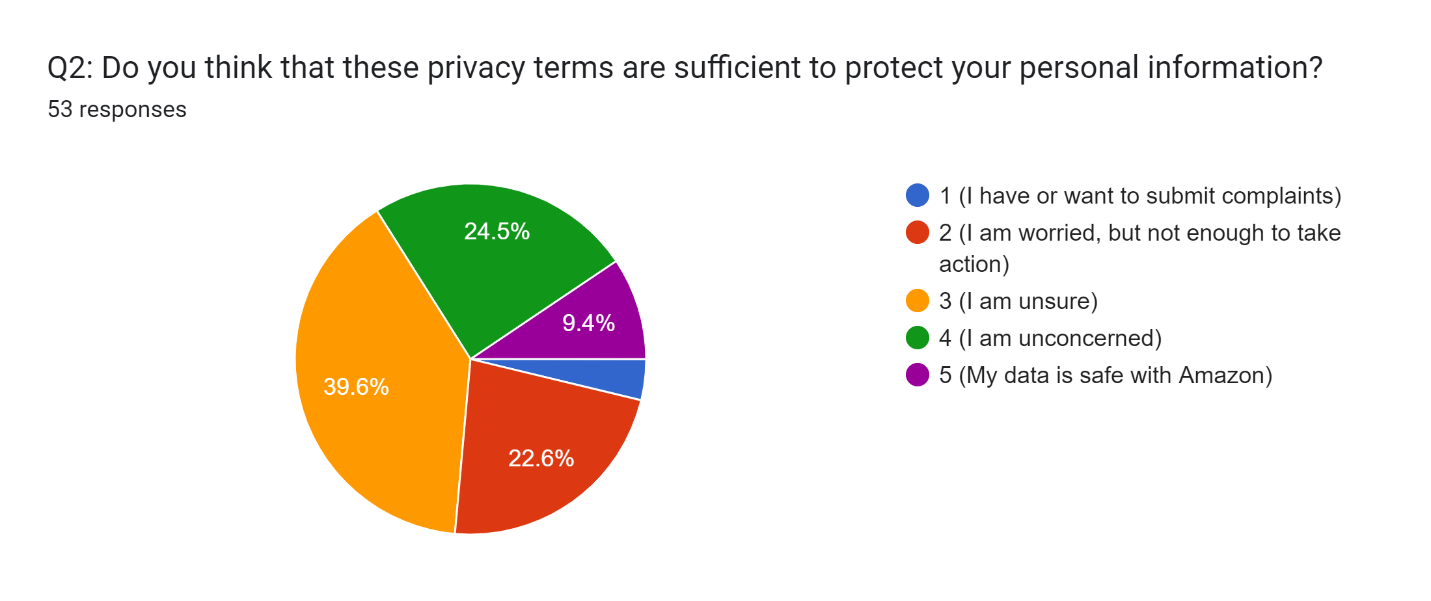 Q2: Do you think that these privacy terms are sufficient to protect your personal information?
53 responses
24.5%
9.4%
39.6%
22.6%
1 (I have or want to submit complaints)
2 (I am worried, but not enough to take
action)
3 (I am unsure)
4 (I am unconcerned)
5 (My data is safe with Amazon)